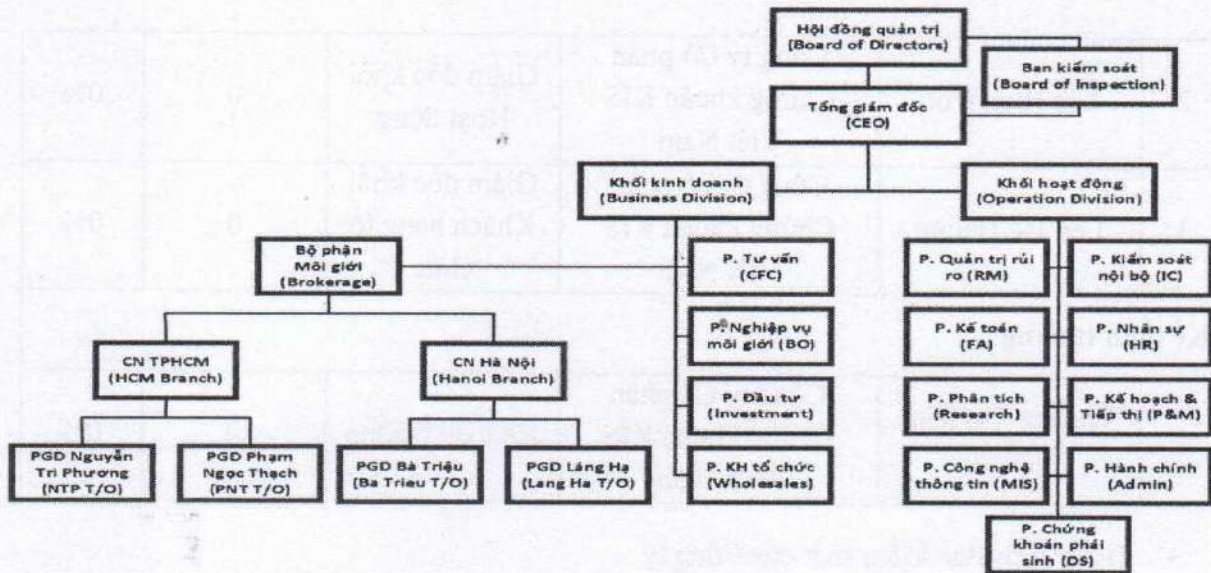 Hội đồng quản trị
(Board of Directors)
Ban kiểm soát
(Board of Inspection)
Tổng giám đốc
(CEO)
Khối kinh doanh
(Business Division)
Khối hoạt động
(Operation Division)
Bộ phận
Môi giới
(Brokerage)
P. Tư vấn
(CFC)
P. Quản trị rủi
ro (RM)
P. Kiểm soát
nội bộ (IC)
CN TPHCM
(HCM Branch)
CN Hà Nội
(Hanoi Branch)
P. Nghiệp vụ
môi giới (BO)
P. Kế toán
(FA)
P. Nhân sự
(HR)
P. Đầu tư
(Investment)
P. Phân tích
(Research)
P. Kế hoạch &
Tiếp thị (P&M)
PGD Nguyễn
Tri Phương
(NTP T/O)
PGD Phạm
Ngọc Thạch
(PNT T/O)
PGD Bà Triệu
(Ba Trieu T/O)
PGD Láng Hạ
(Lang Ha T/O)
P. KH tổ chức
(Wholesales)
P. Công nghệ
thông tin (MIS)
P. Hành chính
(Admin)
P. Chứng
khoán phái
sinh (DS)